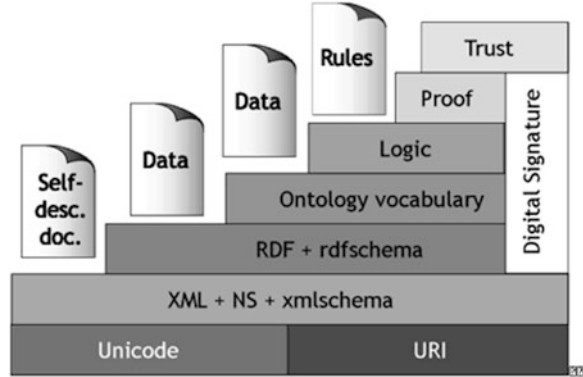 Rules
Trust
Data
Proof
Data
Logic
Self-
desc.
doc.
Ontology vocabulary
Digital Signature
RDF + rdfschema
XML + NS + xmlschema
Unicode
URI